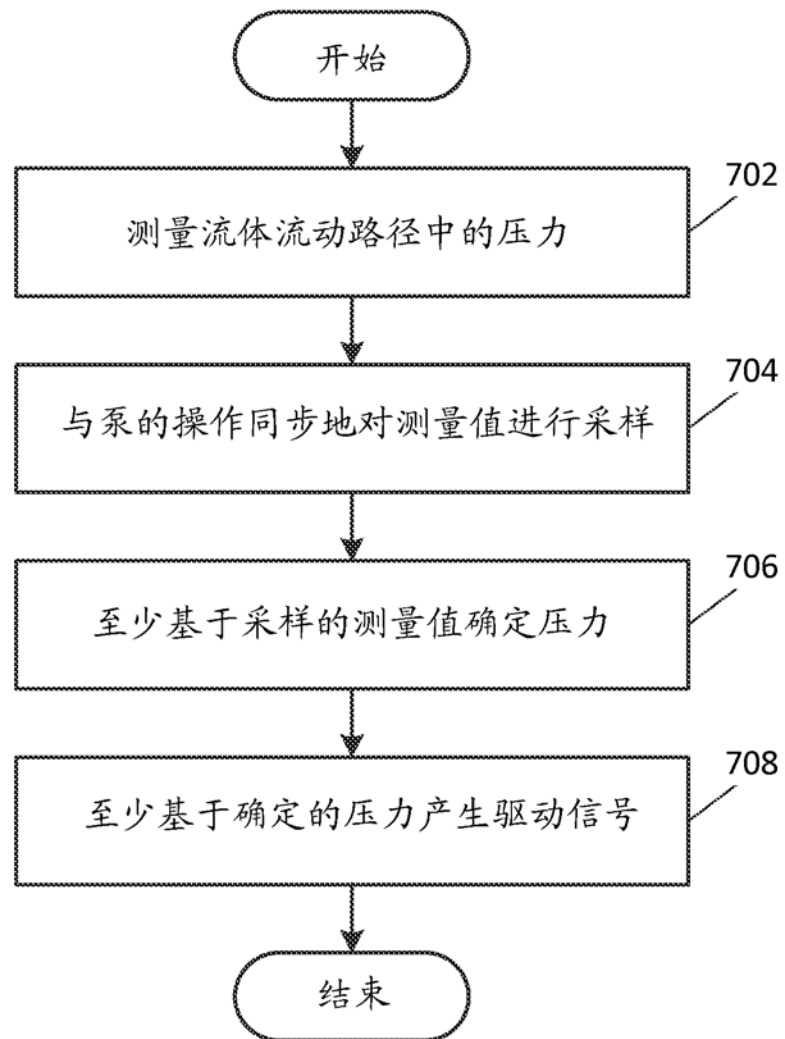 开始
702
测量流体流动路径中的压力
704
与泵的操作同步地对测量值进行采样
706
至少基于采样的测量值确定压力
708
至少基于确定的压力产生驱动信号
结束